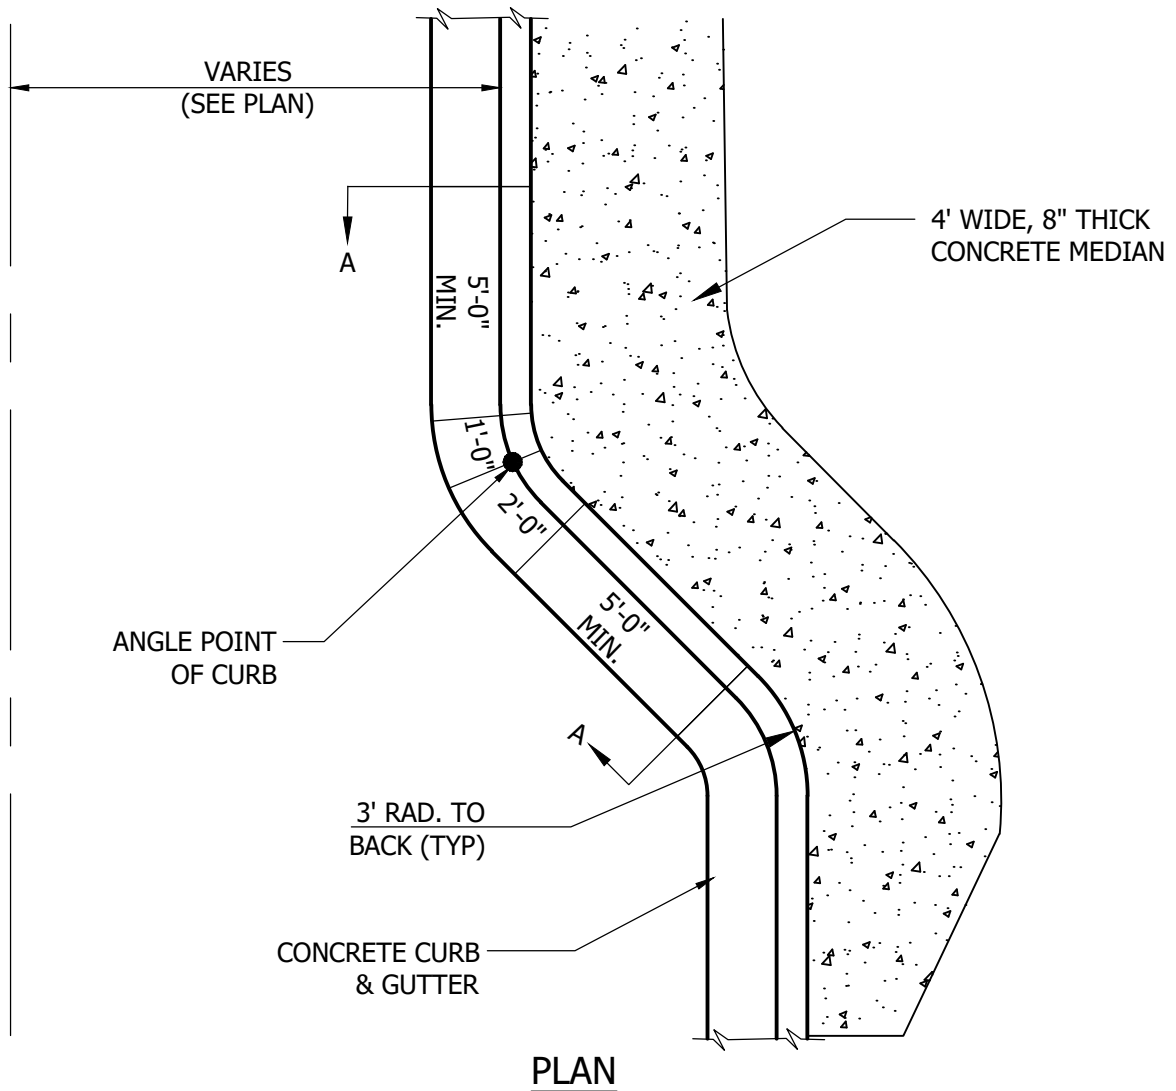 VARIES
(SEE PLAN)
4' WIDE, 8" THICK
CONCRETE MEDIAN
A
5'-0"
MIN.
1'-0"
2'-0"
5'-0"
MIN.
ANGLE POINT
OF CURB
A
3' RAD. TO
BACK (TYP)
CONCRETE CURB
& GUTTER
PLAN